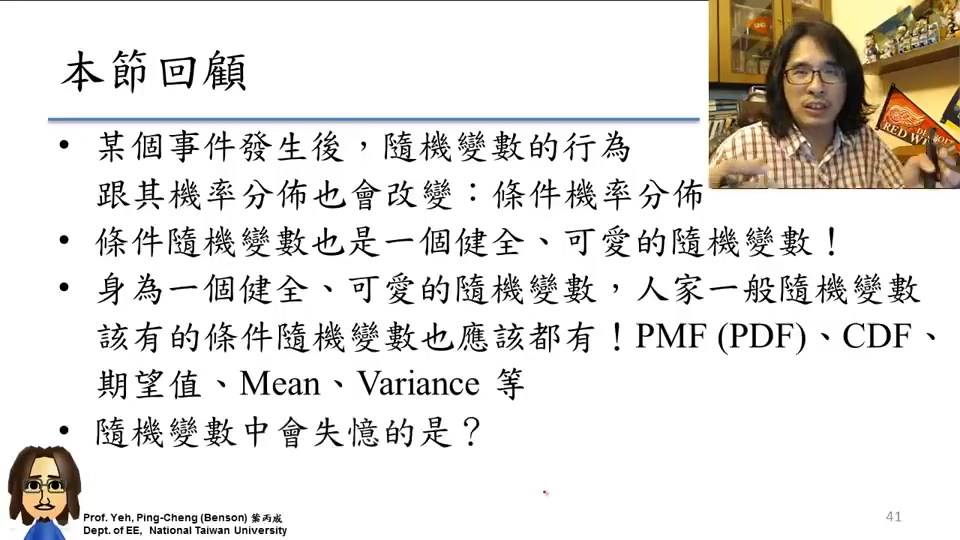 本節回顧
• 某個事件發生後，隨機變數的行為
跟其機率分佈也會改變：條件機率分佈
• 條件隨機變數也是一個健全、可愛的隨機變數！
• 身為一個健全、可愛的隨機變數，人家一般隨機變數
該有的條件隨機變數也應該都有！PMF (PDF)、CDF、
期望值、Mean、Variance 等
• 隨機變數中會失憶的是？
RED W
Prof. Yeh, Ping-Cheng (Benson) 葉丙成
Dept. of EE, National Taiwan University
41